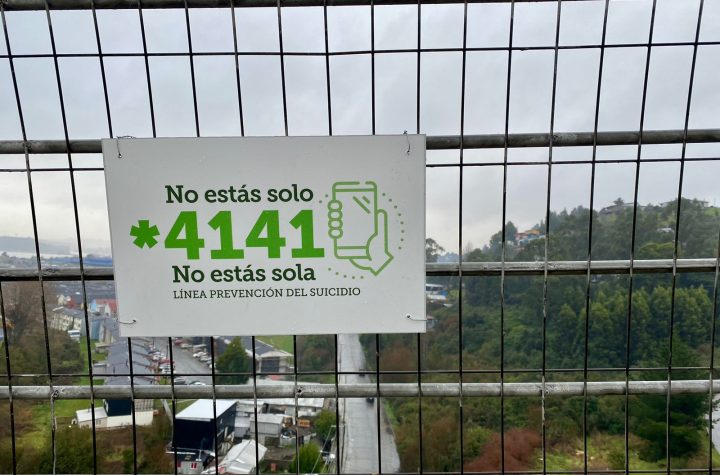 No estás solo
*4141
No estás sola
LÍNEA PREVENCIÓN DEL SUICIDIO